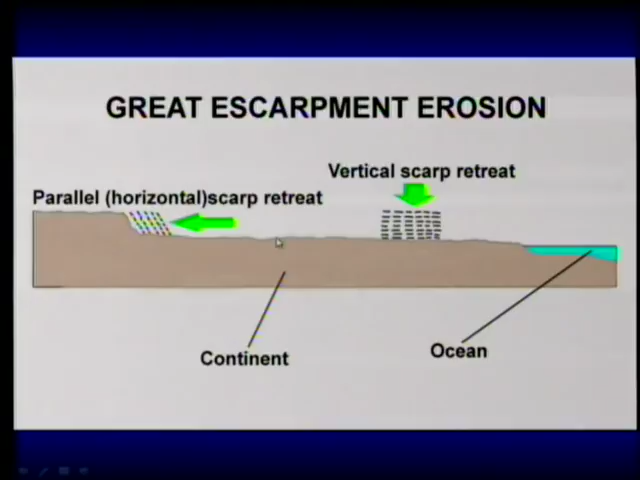 GREAT ESCARPMENT EROSION
Vertical scarp retreat
Parallel (horizontal)scarp retreat
Continent
Ocean